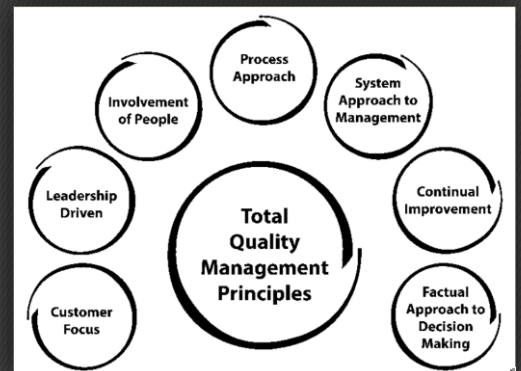 Process
Approach
Involvement
of People
System
Approach to
Management
Leadership
Driven
Continual
Improvement
Total
Quality
Management
Principles
Customer
Focus
Factual
Approach to
Decision
Making